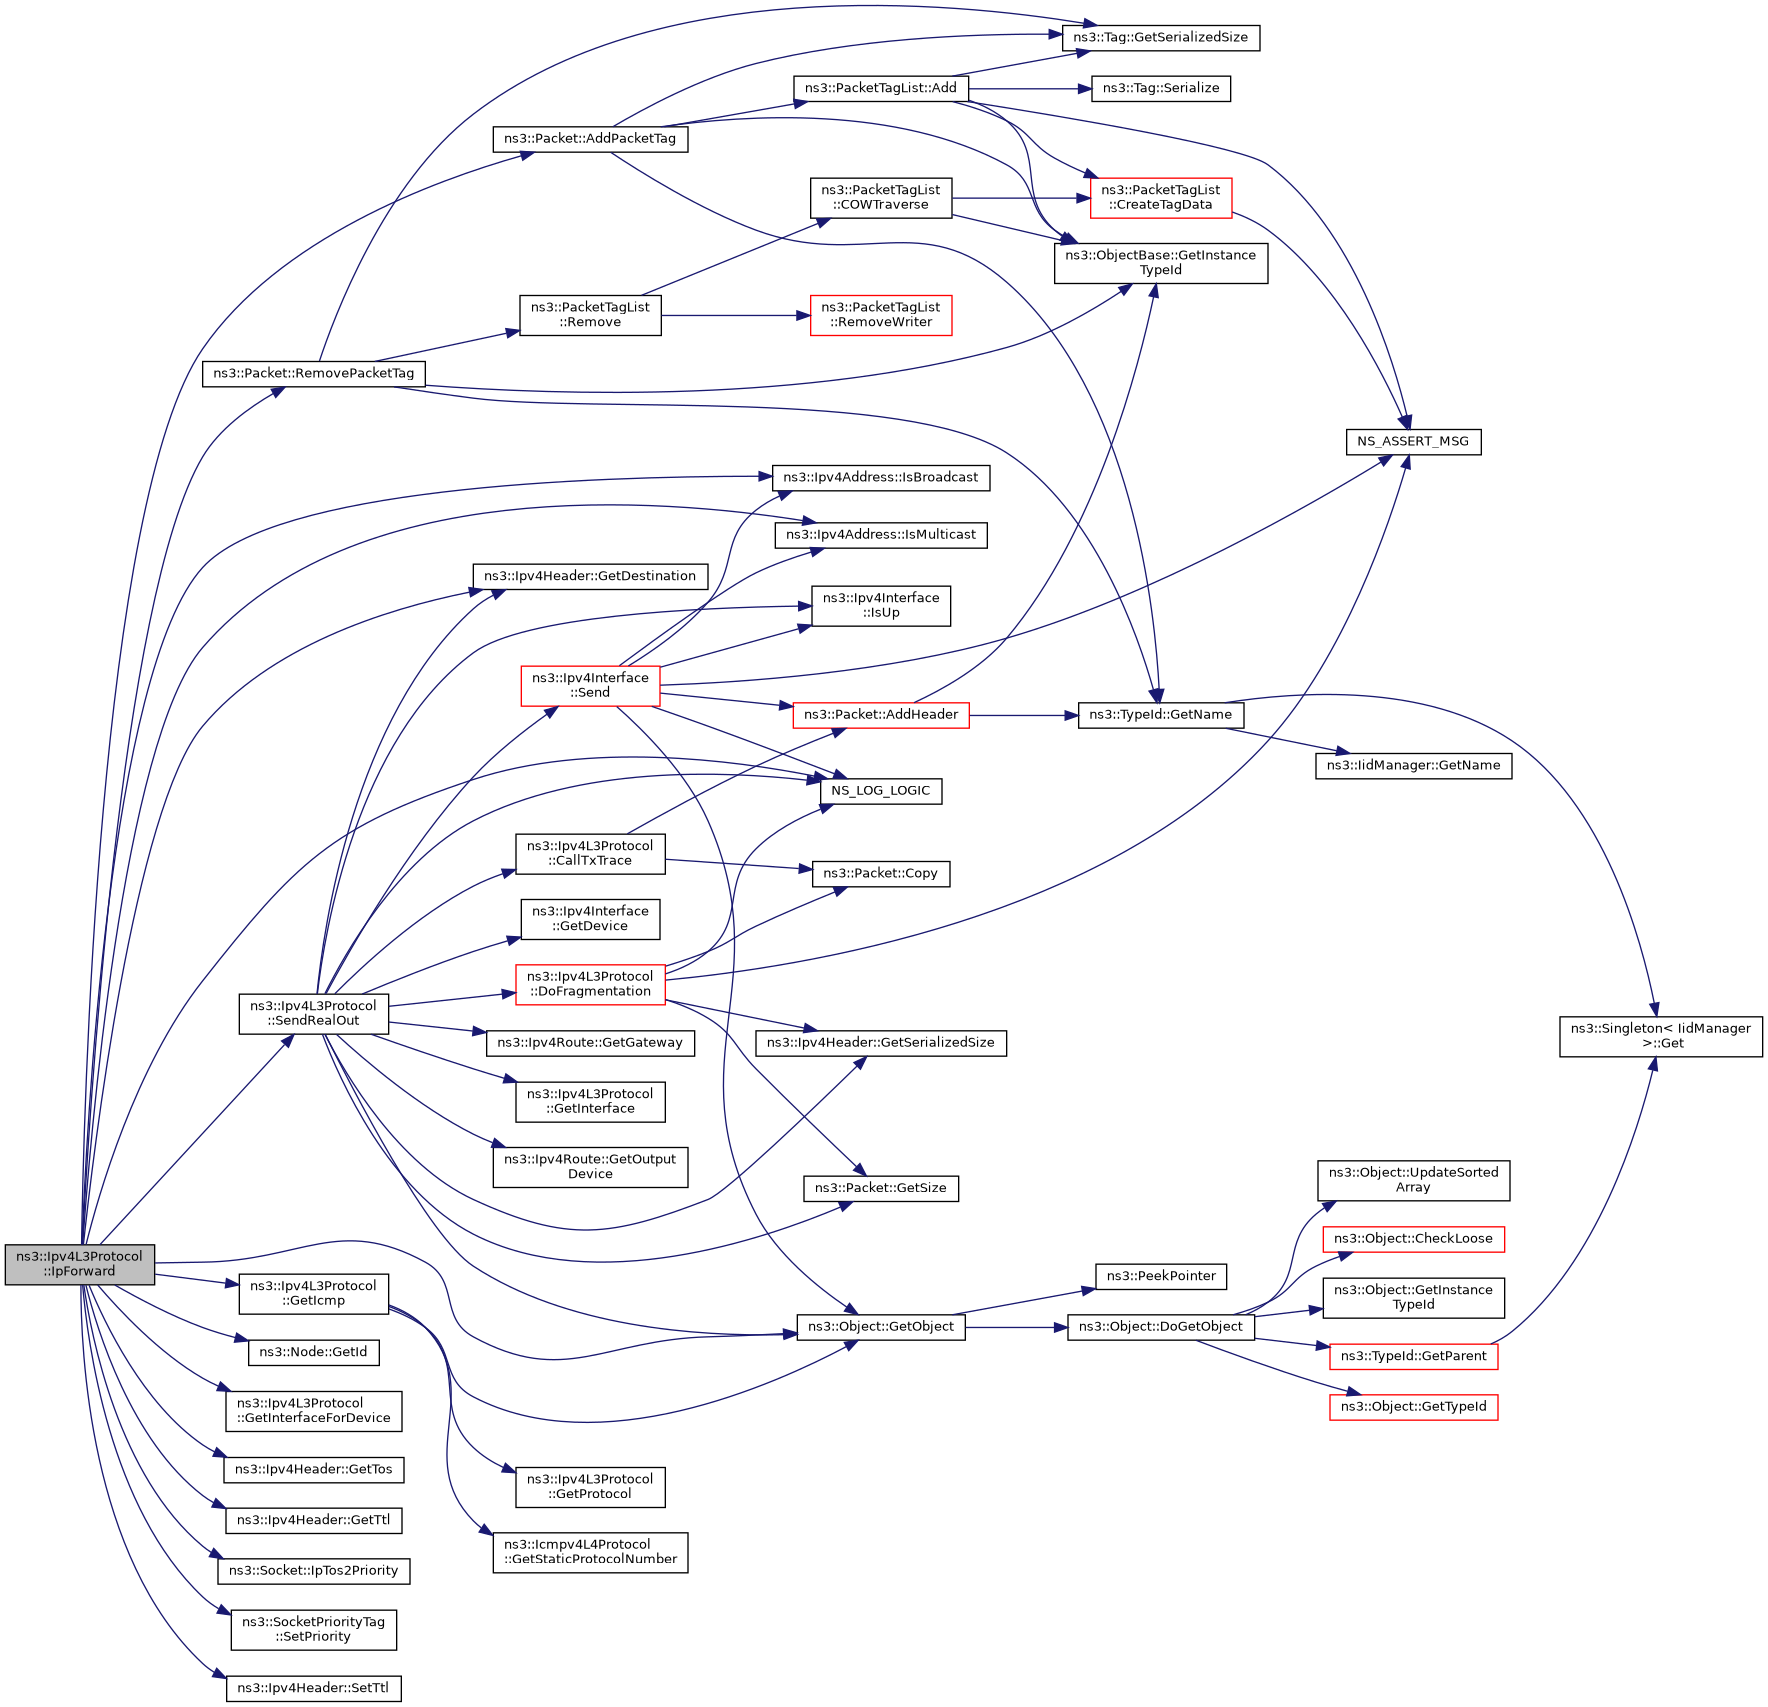 ns3::Tag::GetSerializedSize
ns3::PacketTagList::Add
ns3::Tag::Serialize
ns3::Packet::AddPacketTag
ns3::PacketTagList
::COWTraverse
ns3::PacketTagList
::CreateTagData
ns3::ObjectBase::GetInstance
TypeId
ns3::PacketTagList
::Remove
ns3::PacketTagList
::RemoveWriter
ns3::Packet::RemovePacketTag
NS_ASSERT_MSG
ns3::Ipv4Address::IsBroadcast
ns3::Ipv4Address::IsMulticast
ns3::Ipv4Header::GetDestination
ns3::Ipv4Interface
::IsUp
ns3::Ipv4Interface
::Send
ns3::Packet::AddHeader
ns3::TypeId::GetName
ns3::IidManager::GetName
NS_LOG_LOGIC
ns3::Ipv4L3Protocol
::CallTxTrace
ns3::Packet::Copy
ns3::Ipv4Interface
::GetDevice
ns3::Ipv4L3Protocol
::DoFragmentation
ns3::Ipv4L3Protocol
::SendRealOut
ns3::Ipv4Route::GetGateway
ns3::Ipv4Header::GetSerializedSize
ns3::Singleton< IidManager
>::Get
ns3::Ipv4L3Protocol
::GetInterface
ns3::Ipv4Route::GetOutput
Device
ns3::Packet::GetSize
ns3::Object::UpdateSorted
Array
ns3::Object::CheckLoose
ns3::Ipv4L3Protocol
::IpForward
ns3::Ipv4L3Protocol
::GetIcmp
ns3::PeekPointer
ns3::Object::GetInstance
TypeId
ns3::Object::GetObject
ns3::Object::DoGetObject
ns3::Node::GetId
ns3::TypeId::GetParent
ns3::Ipv4L3Protocol
::GetInterfaceForDevice
ns3::Object::GetTypeId
ns3::Ipv4Header::GetTos
ns3::Ipv4L3Protocol
::GetProtocol
ns3::Ipv4Header::GetTtl
ns3::Icmpv4L4Protocol
::GetStaticProtocolNumber
ns3::Socket::IpTos2Priority
ns3::SocketPriorityTag
::SetPriority
ns3::Ipv4Header::SetTtl